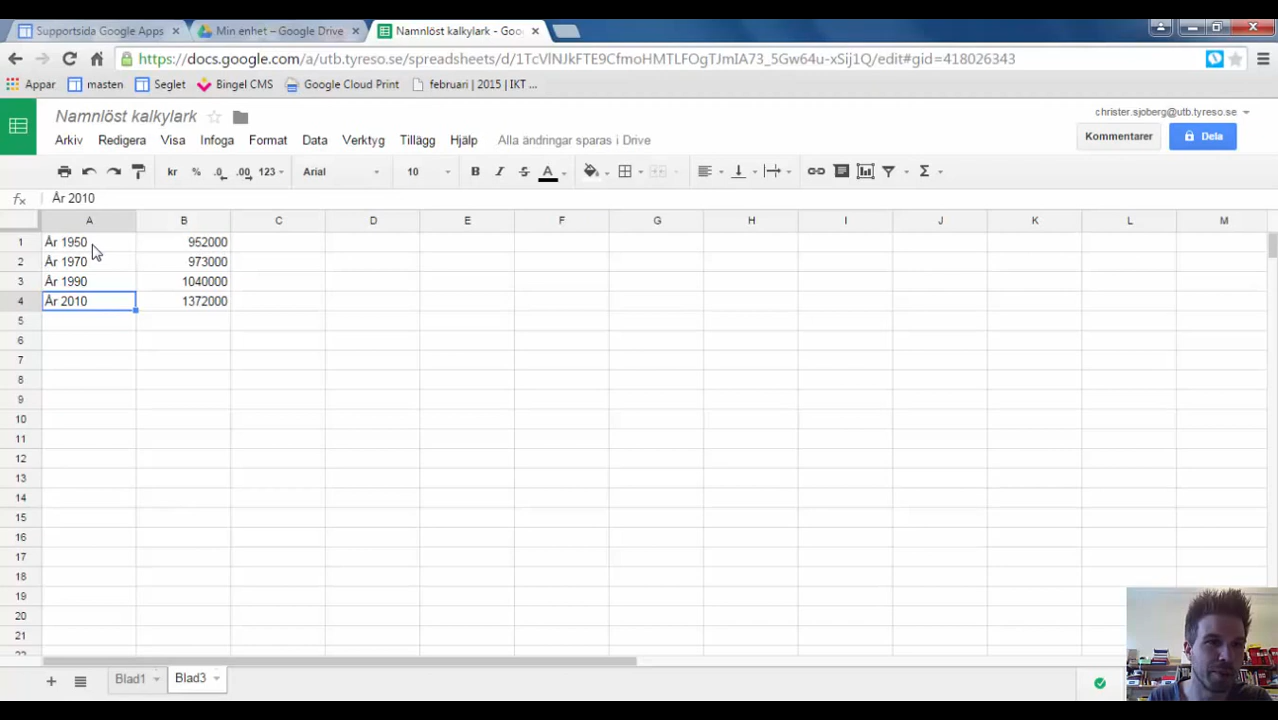 Supportsida Google Apps
Min enhet – Google Drive
Namnlöst kalkylark - Goo
https://docs.google.com/a/utb.tyreso.se/spreadsheets/d/1TcVlNJkFTE9CfmoHMTLFOgTJmIA73_5Gw64u-xSij1Q/edit#gid=418026343
Appar masten Seglet Bingel CMS Google Cloud Print februari | 2015 | IKT ...
Namnlöst kalkylark
christer.sjoberg@utb.tyreso.se
Arkiv Redigera Visa Infoga Format Data Verktyg Tillägg Hjälp Alla ändringar sparas i Drive
Kommentarer Dela
kr % .0 .00 123 Arial 10 B I S A Σ
fx År 2010
A B C D E F G H I J K L M
1 År 1950 952000
2 År 1970 973000
3 År 1990 1040000
4 År 2010 1372000
5
6
7
8
9
10
11
12
13
14
15
16
17
18
19
20
21
22
+ Blad1 Blad3